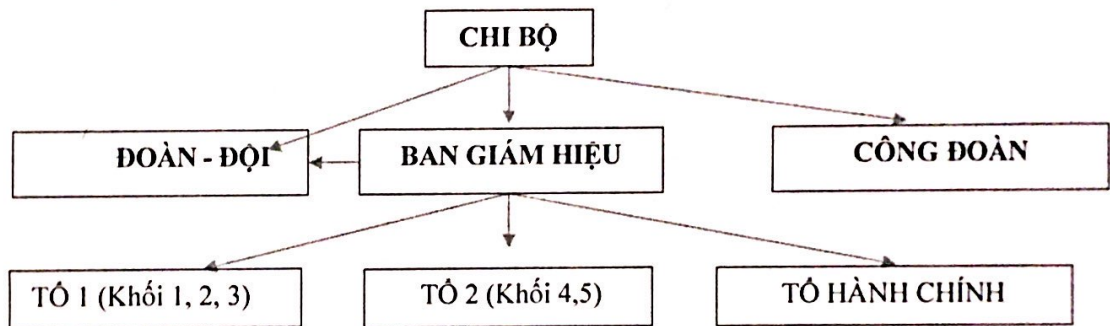 CHI BỘ
ĐOÀN - ĐỘI
BAN GIÁM HIỆU
CÔNG ĐOÀN
TỔ 1 (Khối 1, 2, 3)
TỔ 2 (Khối 4,5)
TỔ HÀNH CHÍNH